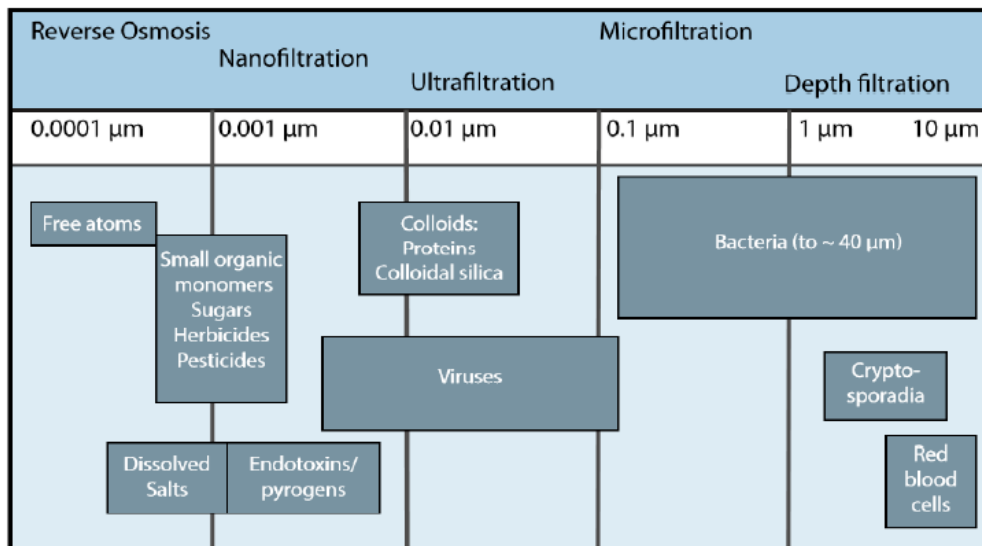 Reverse Osmosis
Nanofiltration
Ultrafiltration
Microfiltration
Depth filtration
0.0001 µm
0.001 µm
0.01 µm
0.1 µm
1 µm
10 µm
Free atoms
Small organic
monomers
Sugars
Herbicides
Pesticides
Colloids:
Proteins
Colloidal silica
Bacteria (to ~ 40 µm)
Viruses
Crypto-
sporadia
Dissolved
Salts
Endotoxins/
pyrogens
Red
blood
cells